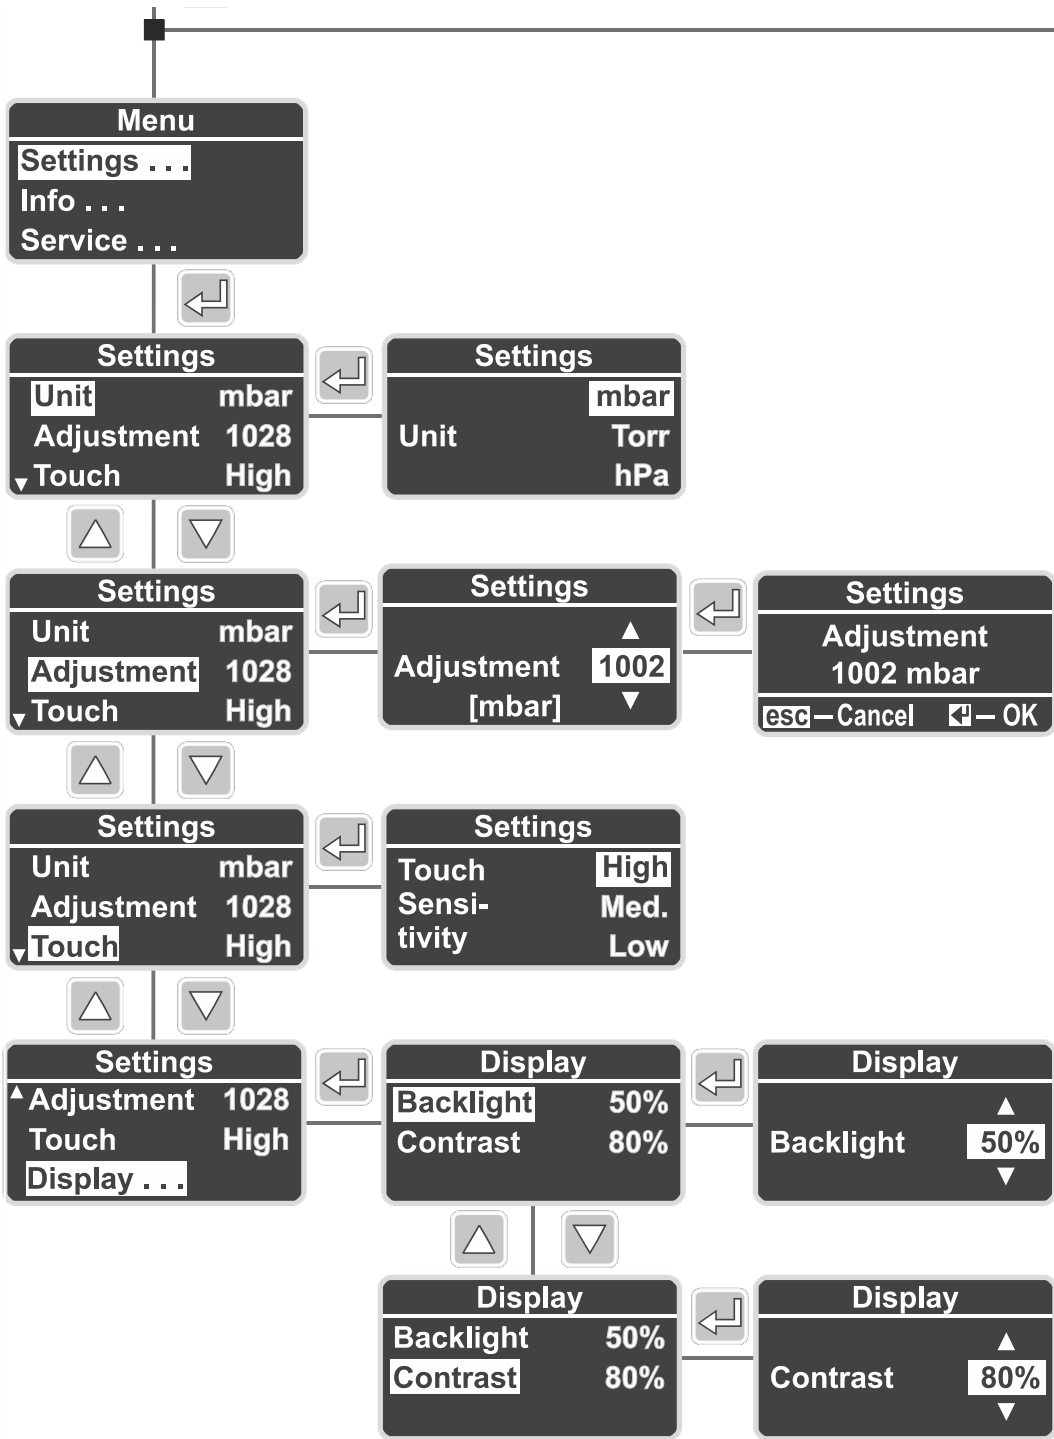 Menu
Settings . . .
Info . . .
Service . . .
Settings
Unit mbar
Adjustment 1028
▼ Touch High
Settings
mbar
Unit Torr
hPa
Settings
Unit mbar
Adjustment 1028
▼ Touch High
Settings
▲
Adjustment 1002
[mbar] ▼
Settings
Adjustment
1002 mbar
esc – Cancel ↵ – OK
Settings
Unit mbar
Adjustment 1028
▼ Touch High
Settings
Touch High
Sensi- Med.
tivity Low
Settings
▲ Adjustment 1028
Touch High
Display . . .
Display
Backlight 50%
Contrast 80%
Display
▲
Backlight 50%
▼
Display
Backlight 50%
Contrast 80%
Display
▲
Contrast 80%
▼